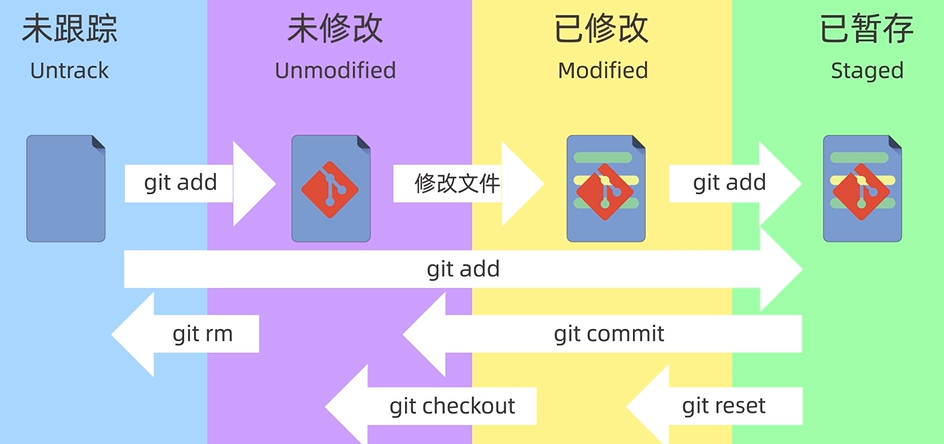 未跟踪 未修改 已修改 已暂存
Untrack Unmodified Modified Staged
git add 修改文件 git add
git add
git rm git commit
git checkout git reset